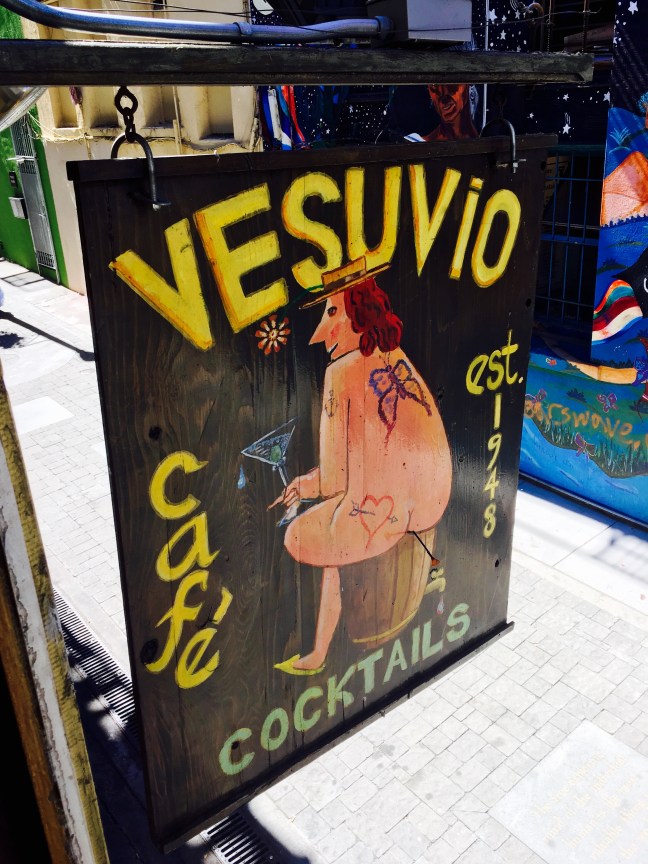 VESUViO
est. 1948
café
COCKTAILS